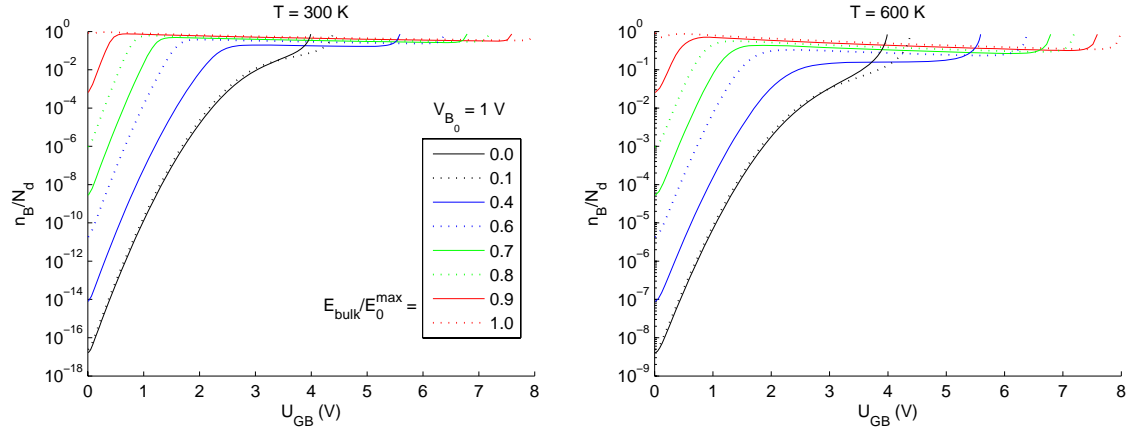 T = 300 K
10^0
10^−2
10^−4
10^−6
10^−8
10^−10
10^−12
10^−14
10^−16
10^−18
n_B/N_d
0 1 2 3 4 5 6 7 8
U_GB (V)
V_B_0 = 1 V
0.0
0.1
0.4
0.6
0.7
0.8
0.9
1.0
E_bulk/E_0^max =
T = 600 K
10^0
10^−1
10^−2
10^−3
10^−4
10^−5
10^−6
10^−7
10^−8
10^−9
n_B/N_d
0 1 2 3 4 5 6 7 8
U_GB (V)